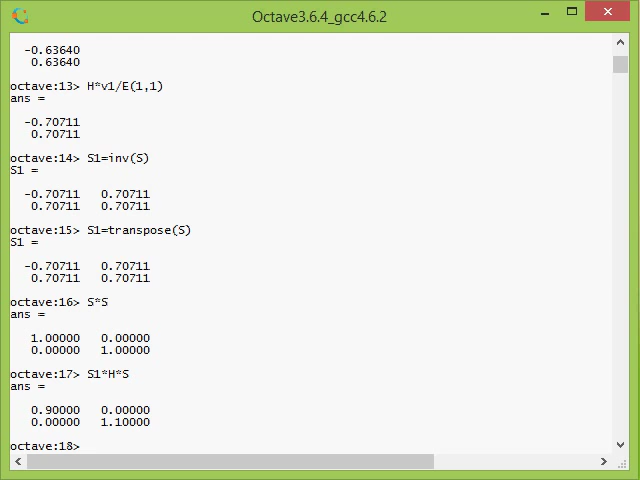 Octave3.6.4_gcc4.6.2
-0.63640
0.63640
octave:13> H*v1/E(1,1)
ans =
-0.70711
0.70711
octave:14> S1=inv(S)
S1 =
-0.70711 0.70711
0.70711 0.70711
octave:15> S1=transpose(S)
S1 =
-0.70711 0.70711
0.70711 0.70711
octave:16> S*S
ans =
1.00000 0.00000
0.00000 1.00000
octave:17> S1*H*S
ans =
0.90000 0.00000
0.00000 1.10000
octave:18>